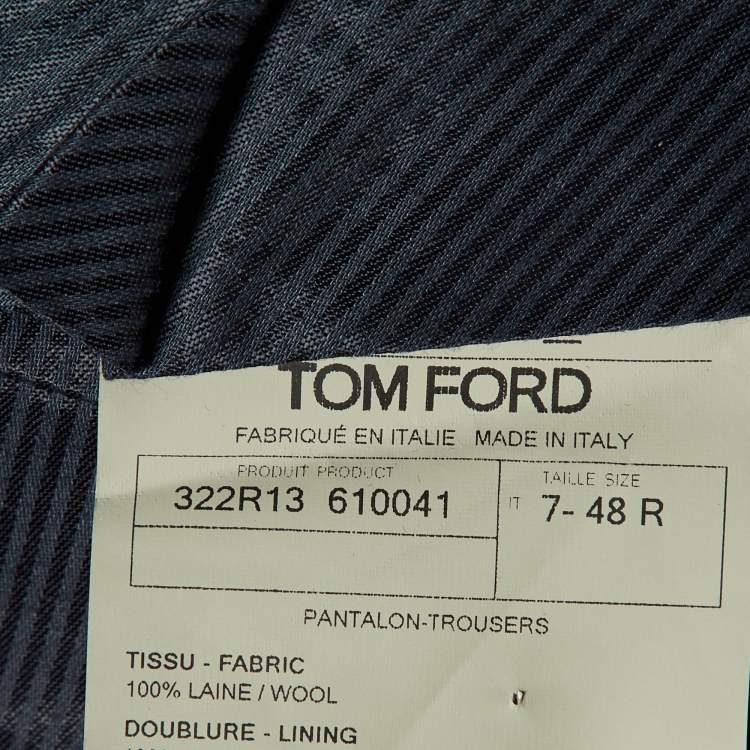 TOM FORD
FABRIQUÉ EN ITALIE MADE IN ITALY
PRODUIT PRODUCT
322R13 610041
TAILLE SIZE
IT 7- 48 R
PANTALON-TROUSERS
TISSU - FABRIC
100% LAINE / WOOL
DOUBLURE - LINING